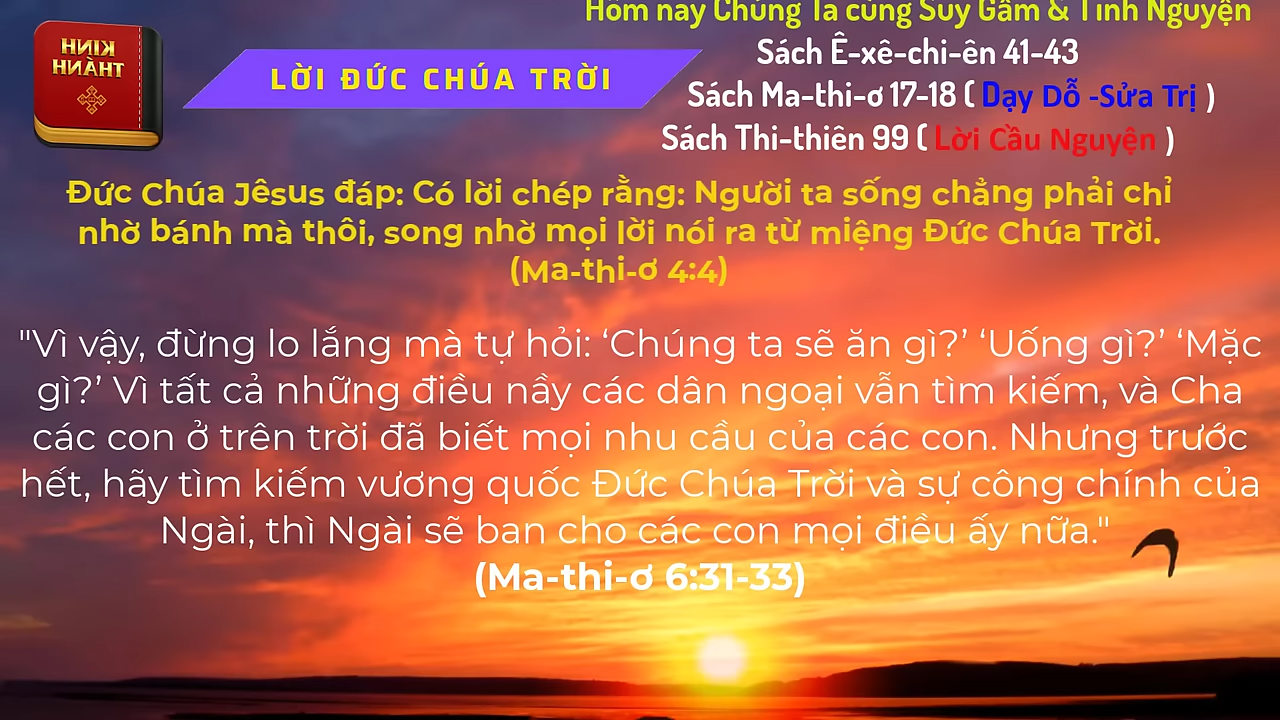 Hôm nay Chúng Ta cùng Suy Gẫm & Tĩnh Nguyện
KINH
THÁNH
LỜI ĐỨC CHÚA TRỜI
Sách Ê-xê-chi-ên 41-43
Sách Ma-thi-ơ 17-18 ( Dạy Dỗ -Sửa Trị )
Sách Thi-thiên 99 ( Lời Cầu Nguyện )
Đức Chúa Jêsus đáp: Có lời chép rằng: Người ta sống chẳng phải chỉ
nhờ bánh mà thôi, song nhờ mọi lời nói ra từ miệng Đức Chúa Trời.
(Ma-thi-ơ 4:4)
"Vì vậy, đừng lo lắng mà tự hỏi: ‘Chúng ta sẽ ăn gì?’ ‘Uống gì?’ ‘Mặc
gì?’ Vì tất cả những điều nầy các dân ngoại vẫn tìm kiếm, và Cha
các con ở trên trời đã biết mọi nhu cầu của các con. Nhưng trước
hết, hãy tìm kiếm vương quốc Đức Chúa Trời và sự công chính của
Ngài, thì Ngài sẽ ban cho các con mọi điều ấy nữa."
(Ma-thi-ơ 6:31-33)